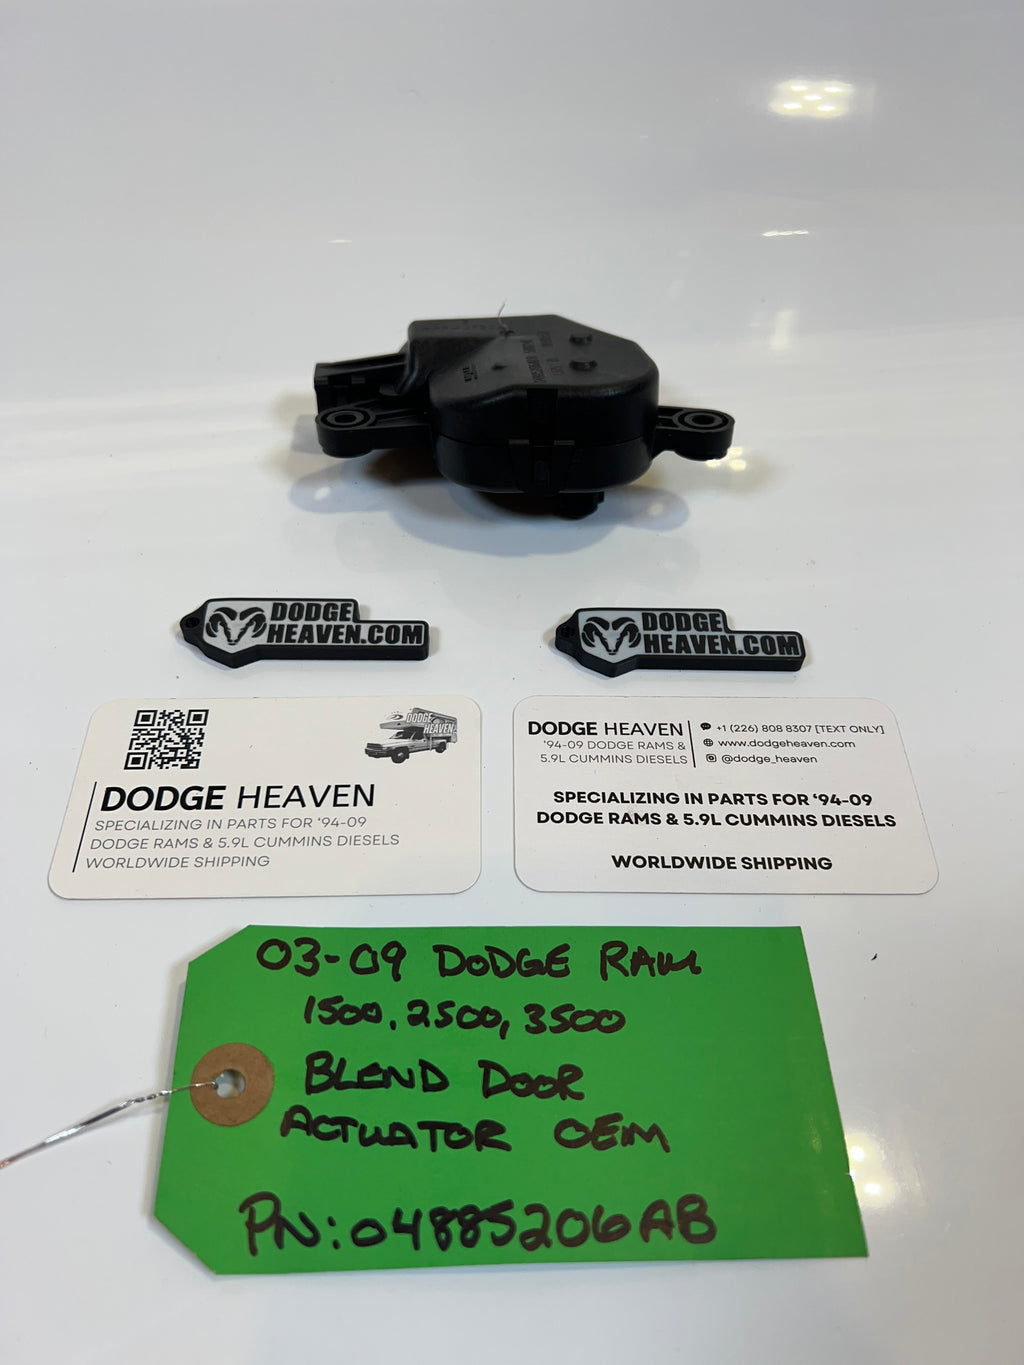 DODGE
HEAVEN.COM
DODGE
HEAVEN.COM
DODGE
HEAVEN
DODGE HEAVEN
SPECIALIZING IN PARTS FOR '94-09
DODGE RAMS & 5.9L CUMMINS DIESELS
WORLDWIDE SHIPPING
DODGE HEAVEN
'94-09 DODGE RAMS &
5.9L CUMMINS DIESELS
+1 (226) 808 8307 [TEXT ONLY]
www.dodgeheaven.com
@dodge_heaven
SPECIALIZING IN PARTS FOR '94-09
DODGE RAMS & 5.9L CUMMINS DIESELS
WORLDWIDE SHIPPING
03-09 DODGE RAM
1500, 2500, 3500
BLEND DOOR
ACTUATOR OEM
PN: 04885206AB